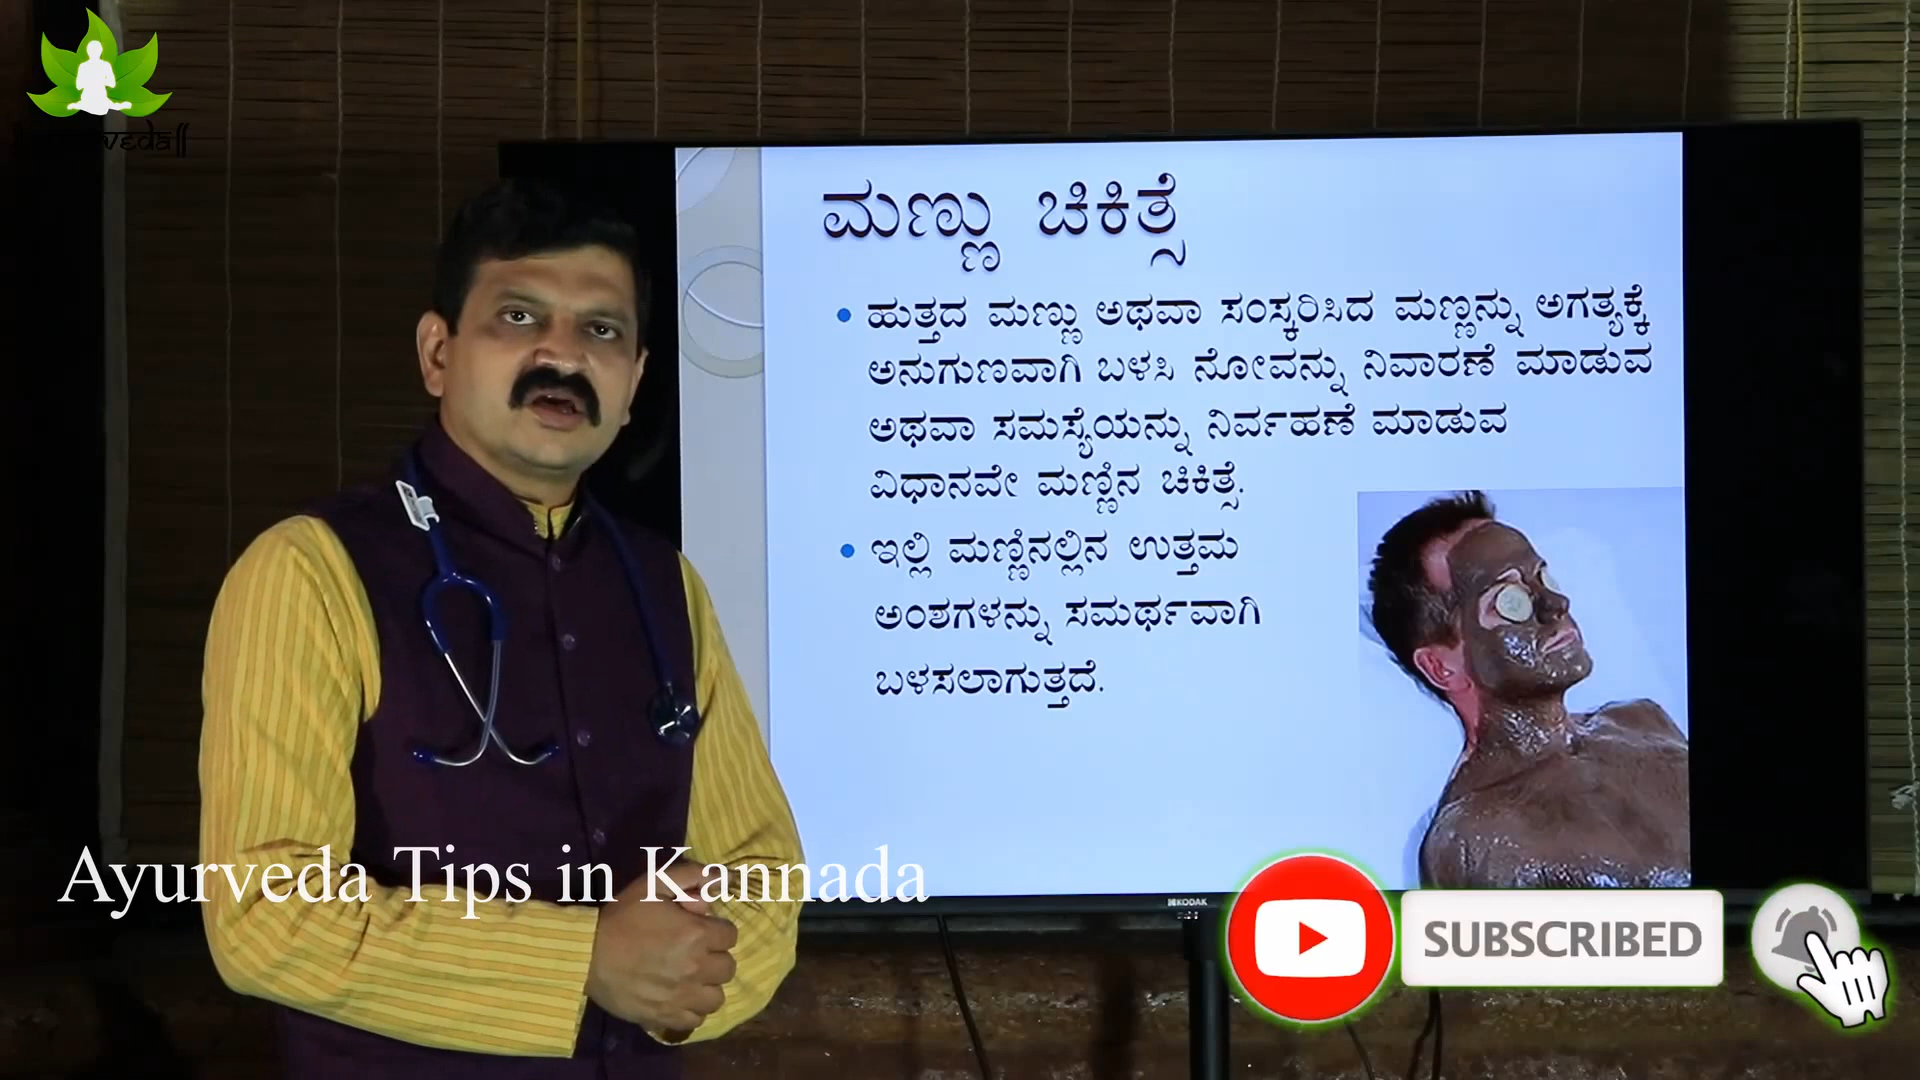 ಮಣ್ಣು ಚಿಕಿತ್ಸೆ
• ಹುತ್ತದ ಮಣ್ಣು ಅಥವಾ ಸಂಸ್ಕರಿಸಿದ ಮಣ್ಣನ್ನು ಅಗತ್ಯಕ್ಕೆ
ಅನುಗುಣವಾಗಿ ಬಳಸಿ ನೋವನ್ನು ನಿವಾರಣೆ ಮಾಡುವ
ಅಥವಾ ಸಮಸ್ಯೆಯನ್ನು ನಿರ್ವಹಣೆ ಮಾಡುವ
ವಿಧಾನವೇ ಮಣ್ಣಿನ ಚಿಕಿತ್ಸೆ.
• ಇಲ್ಲಿ ಮಣ್ಣಿನಲ್ಲಿನ ಉತ್ತಮ
ಅಂಶಗಳನ್ನು ಸಮರ್ಥವಾಗಿ
ಬಳಸಲಾಗುತ್ತದೆ.
Ayurveda Tips in Kannada
KODAK
SUBSCRIBED